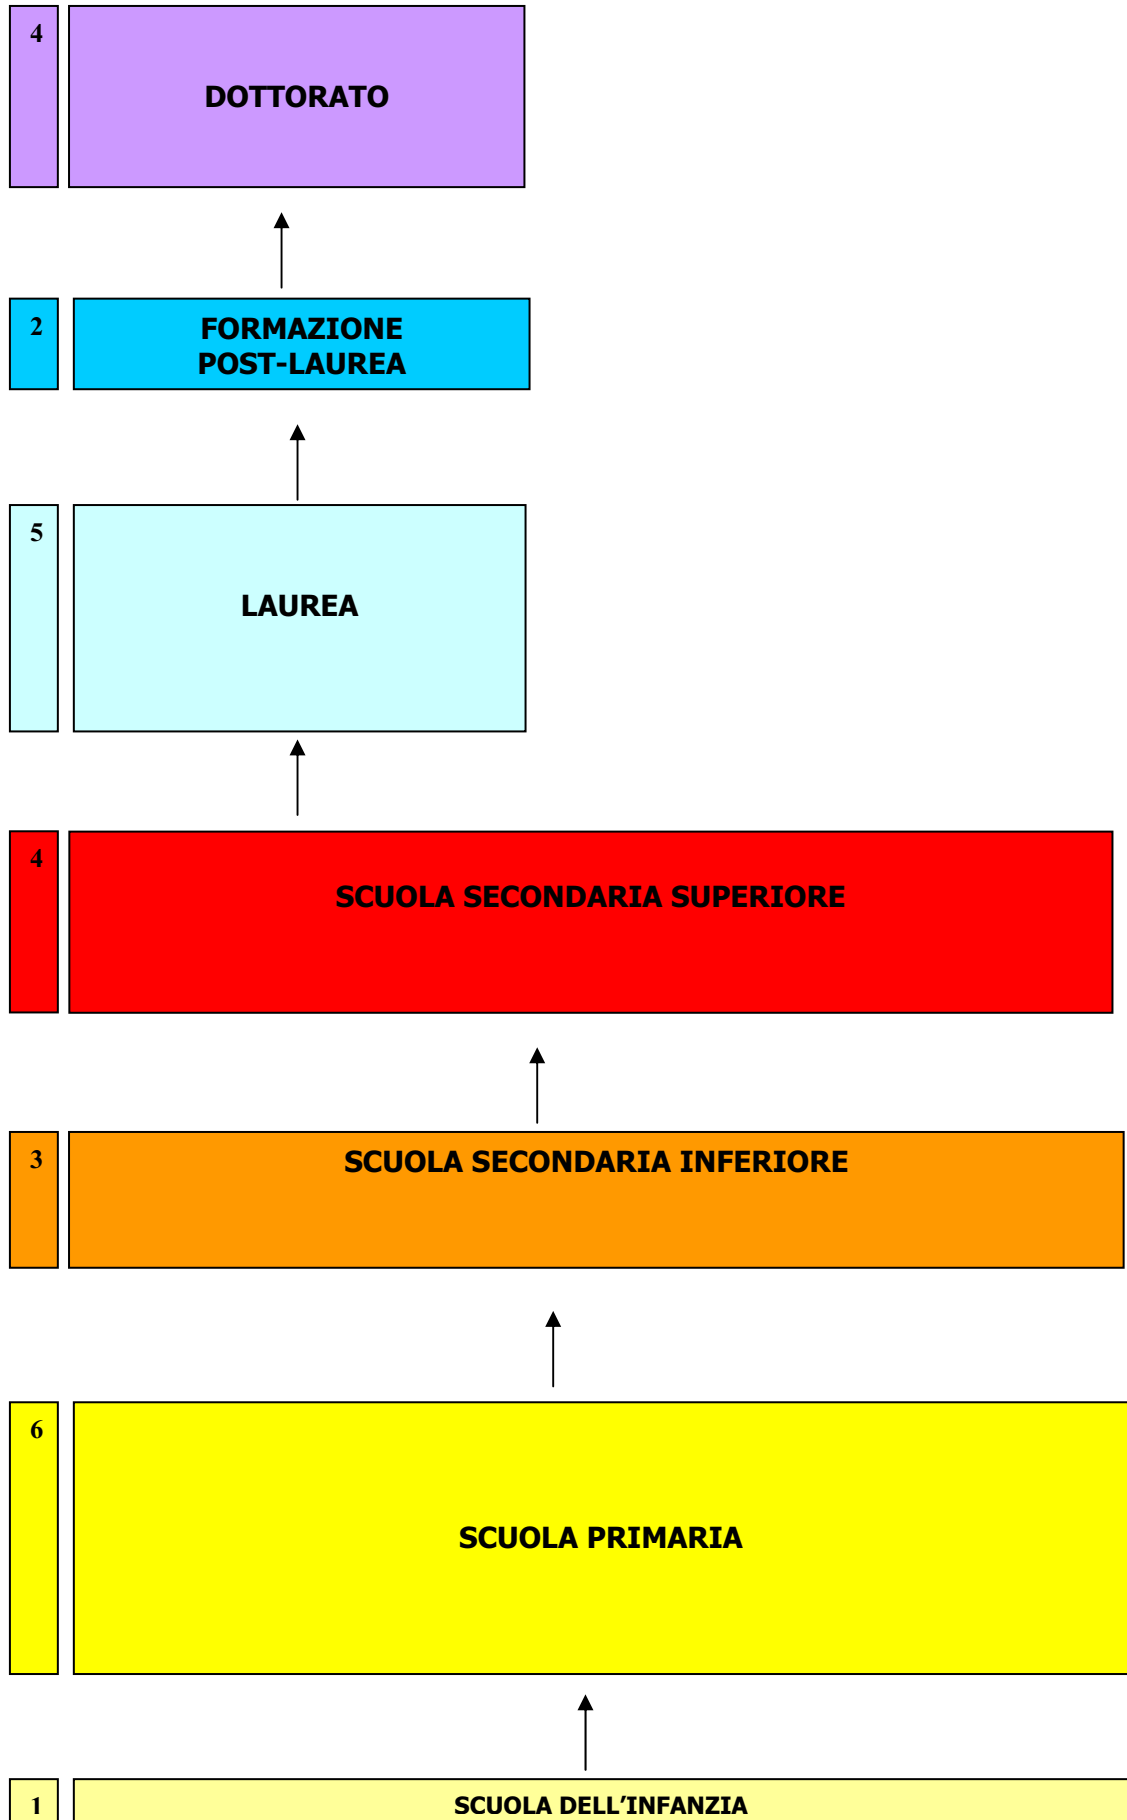 4
DOTTORATO
2
FORMAZIONE
POST-LAUREA
5
LAUREA
4
SCUOLA SECONDARIA SUPERIORE
3
SCUOLA SECONDARIA INFERIORE
6
SCUOLA PRIMARIA
1
SCUOLA DELL’INFANZIA